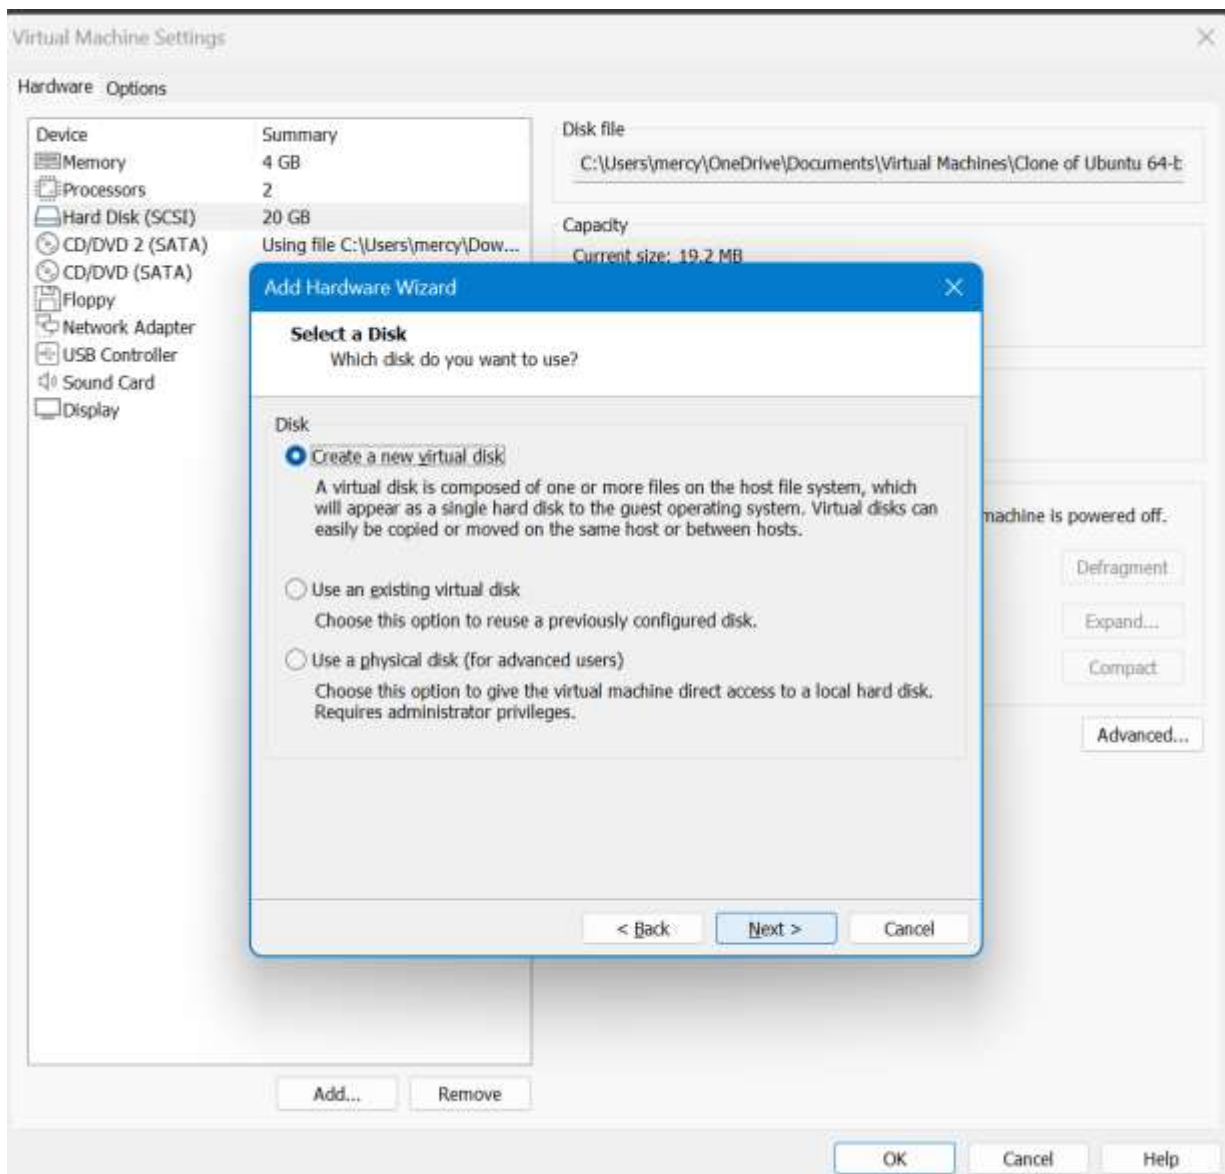 Virtual Machine Settings
Hardware Options
Device Summary
Memory 4 GB
Processors 2
Hard Disk (SCSI) 20 GB
CD/DVD 2 (SATA) Using file C:\Users\mercy\Dow...
CD/DVD (SATA)
Floppy
Network Adapter
USB Controller
Sound Card
Display
Add... Remove
Disk file
C:\Users\mercy\OneDrive\Documents\Virtual Machines\Clone of Ubuntu 64-b
Capacity
Current size: 19.2 MB
machine is powered off.
Defragment
Expand...
Compact
Advanced...
Add Hardware Wizard
Select a Disk
Which disk do you want to use?
Disk
Create a new virtual disk
A virtual disk is composed of one or more files on the host file system, which
will appear as a single hard disk to the guest operating system. Virtual disks can
easily be copied or moved on the same host or between hosts.
Use an existing virtual disk
Choose this option to reuse a previously configured disk.
Use a physical disk (for advanced users)
Choose this option to give the virtual machine direct access to a local hard disk.
Requires administrator privileges.
< Back Next > Cancel
OK Cancel Help